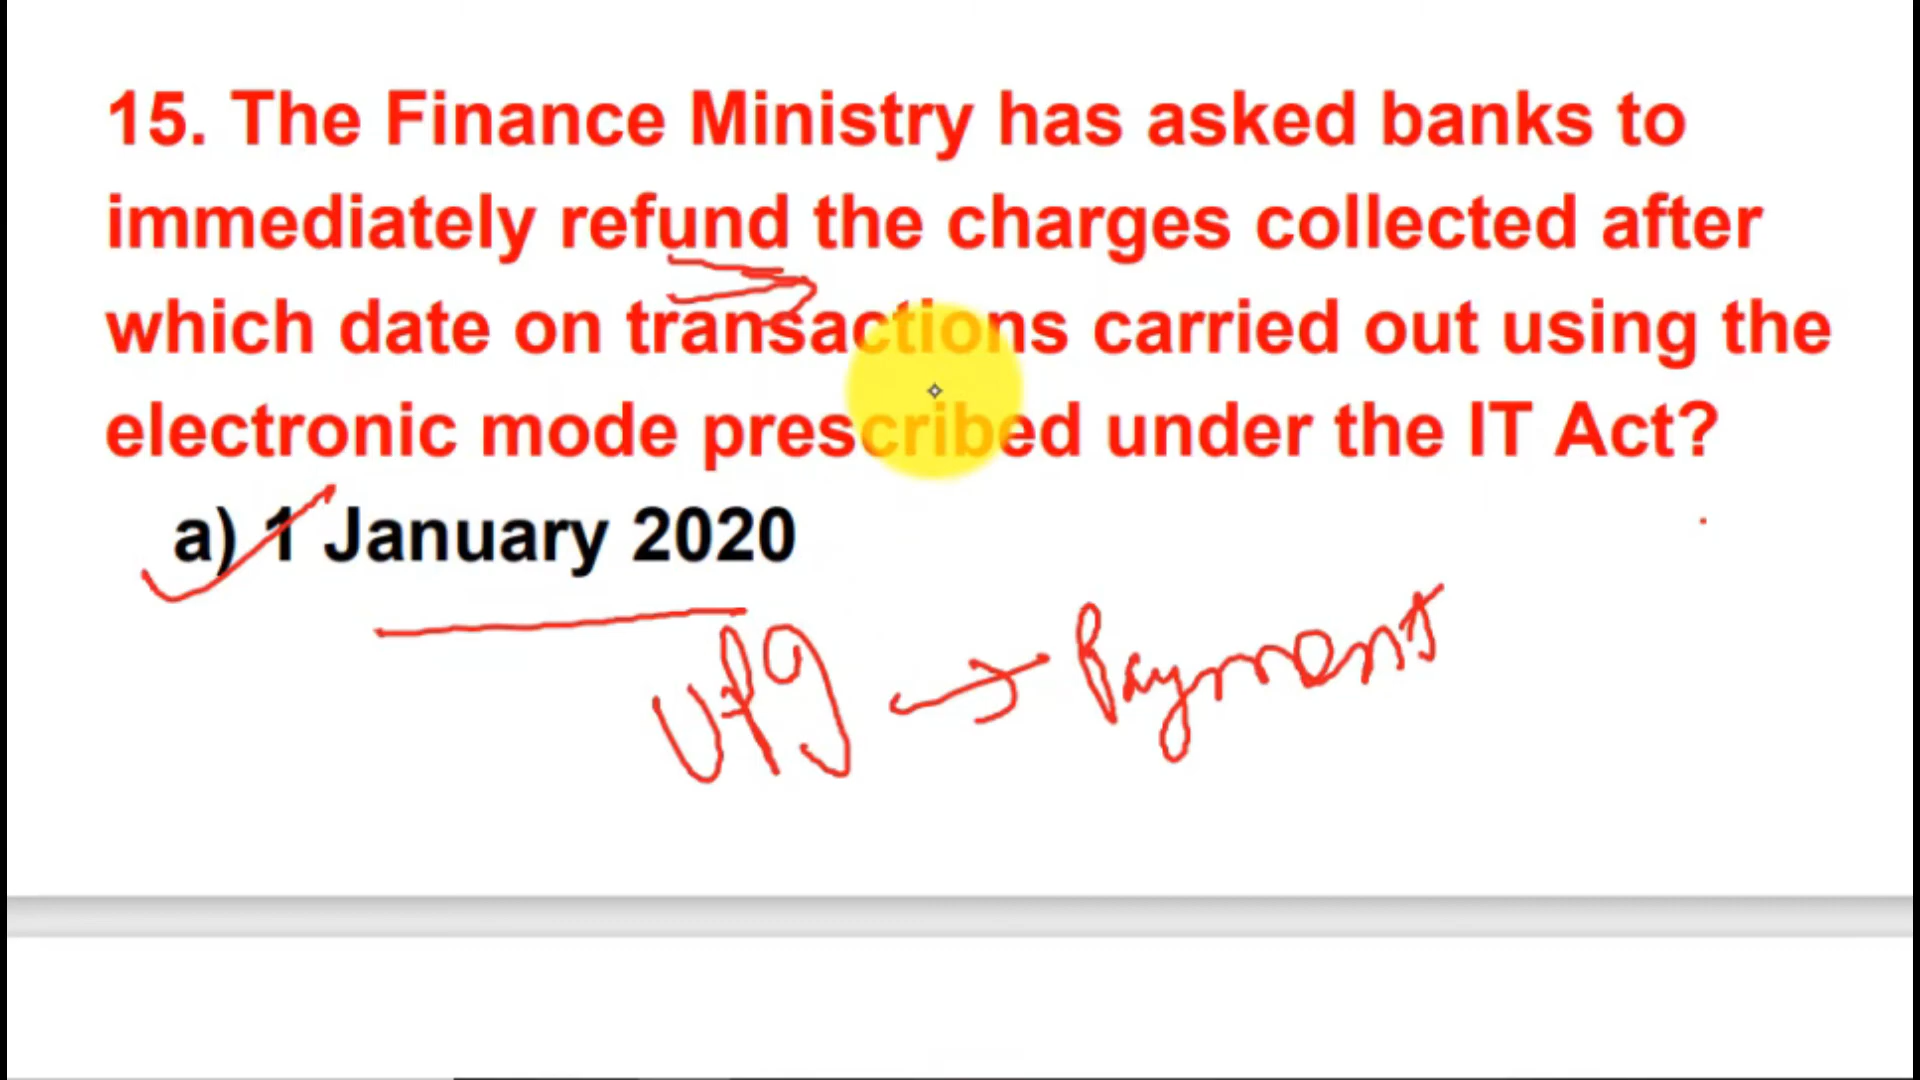 15. The Finance Ministry has asked banks to
immediately refund the charges collected after
which date on transactions carried out using the
electronic mode prescribed under the IT Act?
a) 1 January 2020
Payment